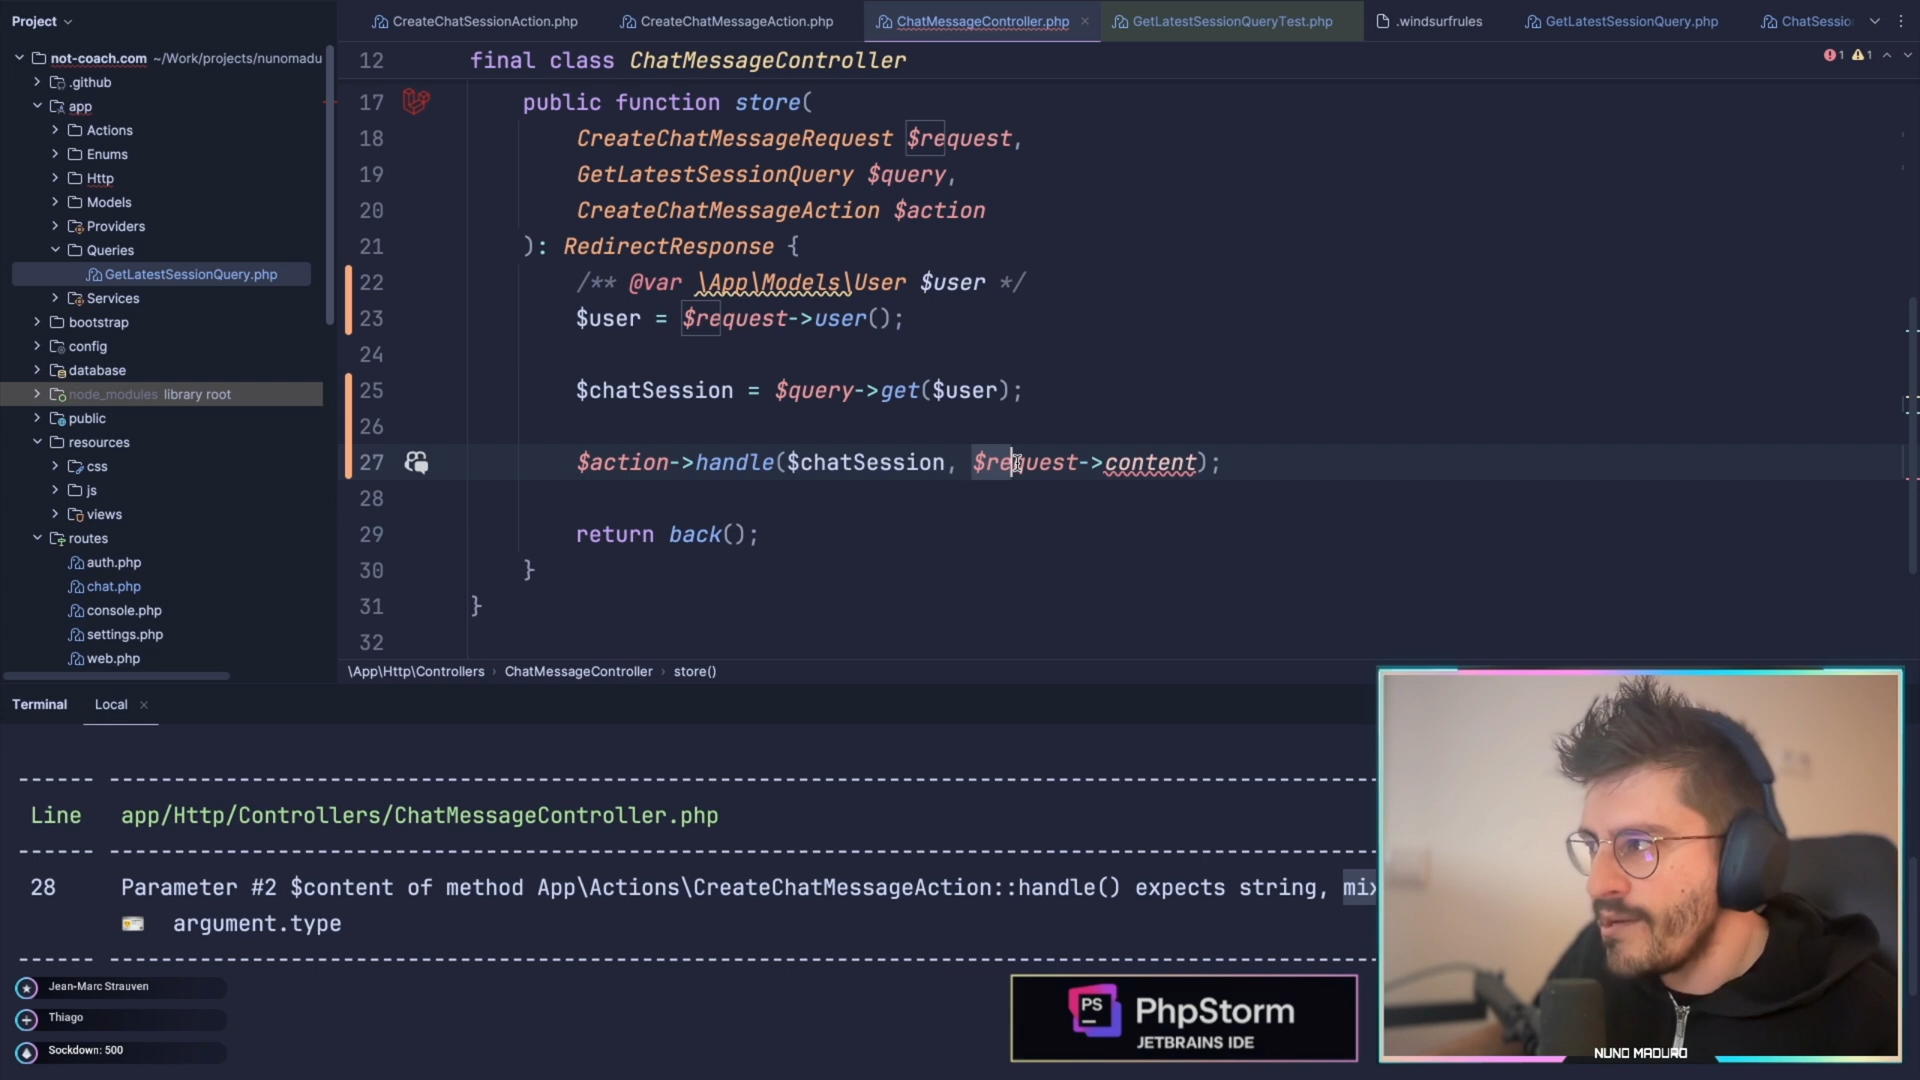 Project
CreateChatSessionAction.php
CreateChatMessageAction.php
ChatMessageController.php
GetLatestSessionQueryTest.php
.windsurfrules
GetLatestSessionQuery.php
ChatSessio
not-coach.com ~/Work/projects/nunomadu
.github
app
Actions
Enums
Http
Models
Providers
Queries
GetLatestSessionQuery.php
Services
bootstrap
config
database
node_modules library root
public
resources
css
js
views
routes
auth.php
chat.php
console.php
settings.php
web.php
12 final class ChatMessageController
1 1
17 public function store(
18 CreateChatMessageRequest $request,
19 GetLatestSessionQuery $query,
20 CreateChatMessageAction $action
21 ): RedirectResponse {
22 /** @var \App\Models\User $user */
23 $user = $request->user();
24
25 $chatSession = $query->get($user);
26
27 $action->handle($chatSession, $request->content);
28
29 return back();
30 }
31 }
32
\App\Http\Controllers › ChatMessageController › store()
Terminal Local
------ ------------------------------------------------------------------------
Line app/Http/Controllers/ChatMessageController.php
------ ------------------------------------------------------------------------
28 Parameter #2 $content of method App\Actions\CreateChatMessageAction::handle() expects string, mix
argument.type
------ ------------------------------------------------------------------------
Jean-Marc Strauven
Thiago
Sockdown: 500
PS
PhpStorm
JETBRAINS IDE
NUNO MADURO